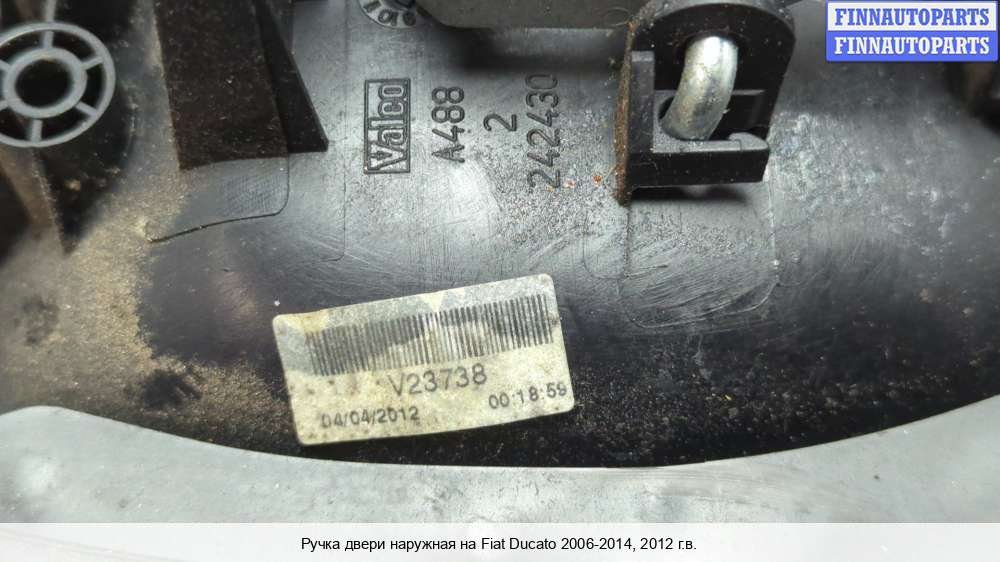 FINNAUTOPARTS
FINNAUTOPARTS
Valeo
A488
2
242430
V23738
04/04/2012 00:18:59
Ручка двери наружная на Fiat Ducato 2006-2014, 2012 г.в.